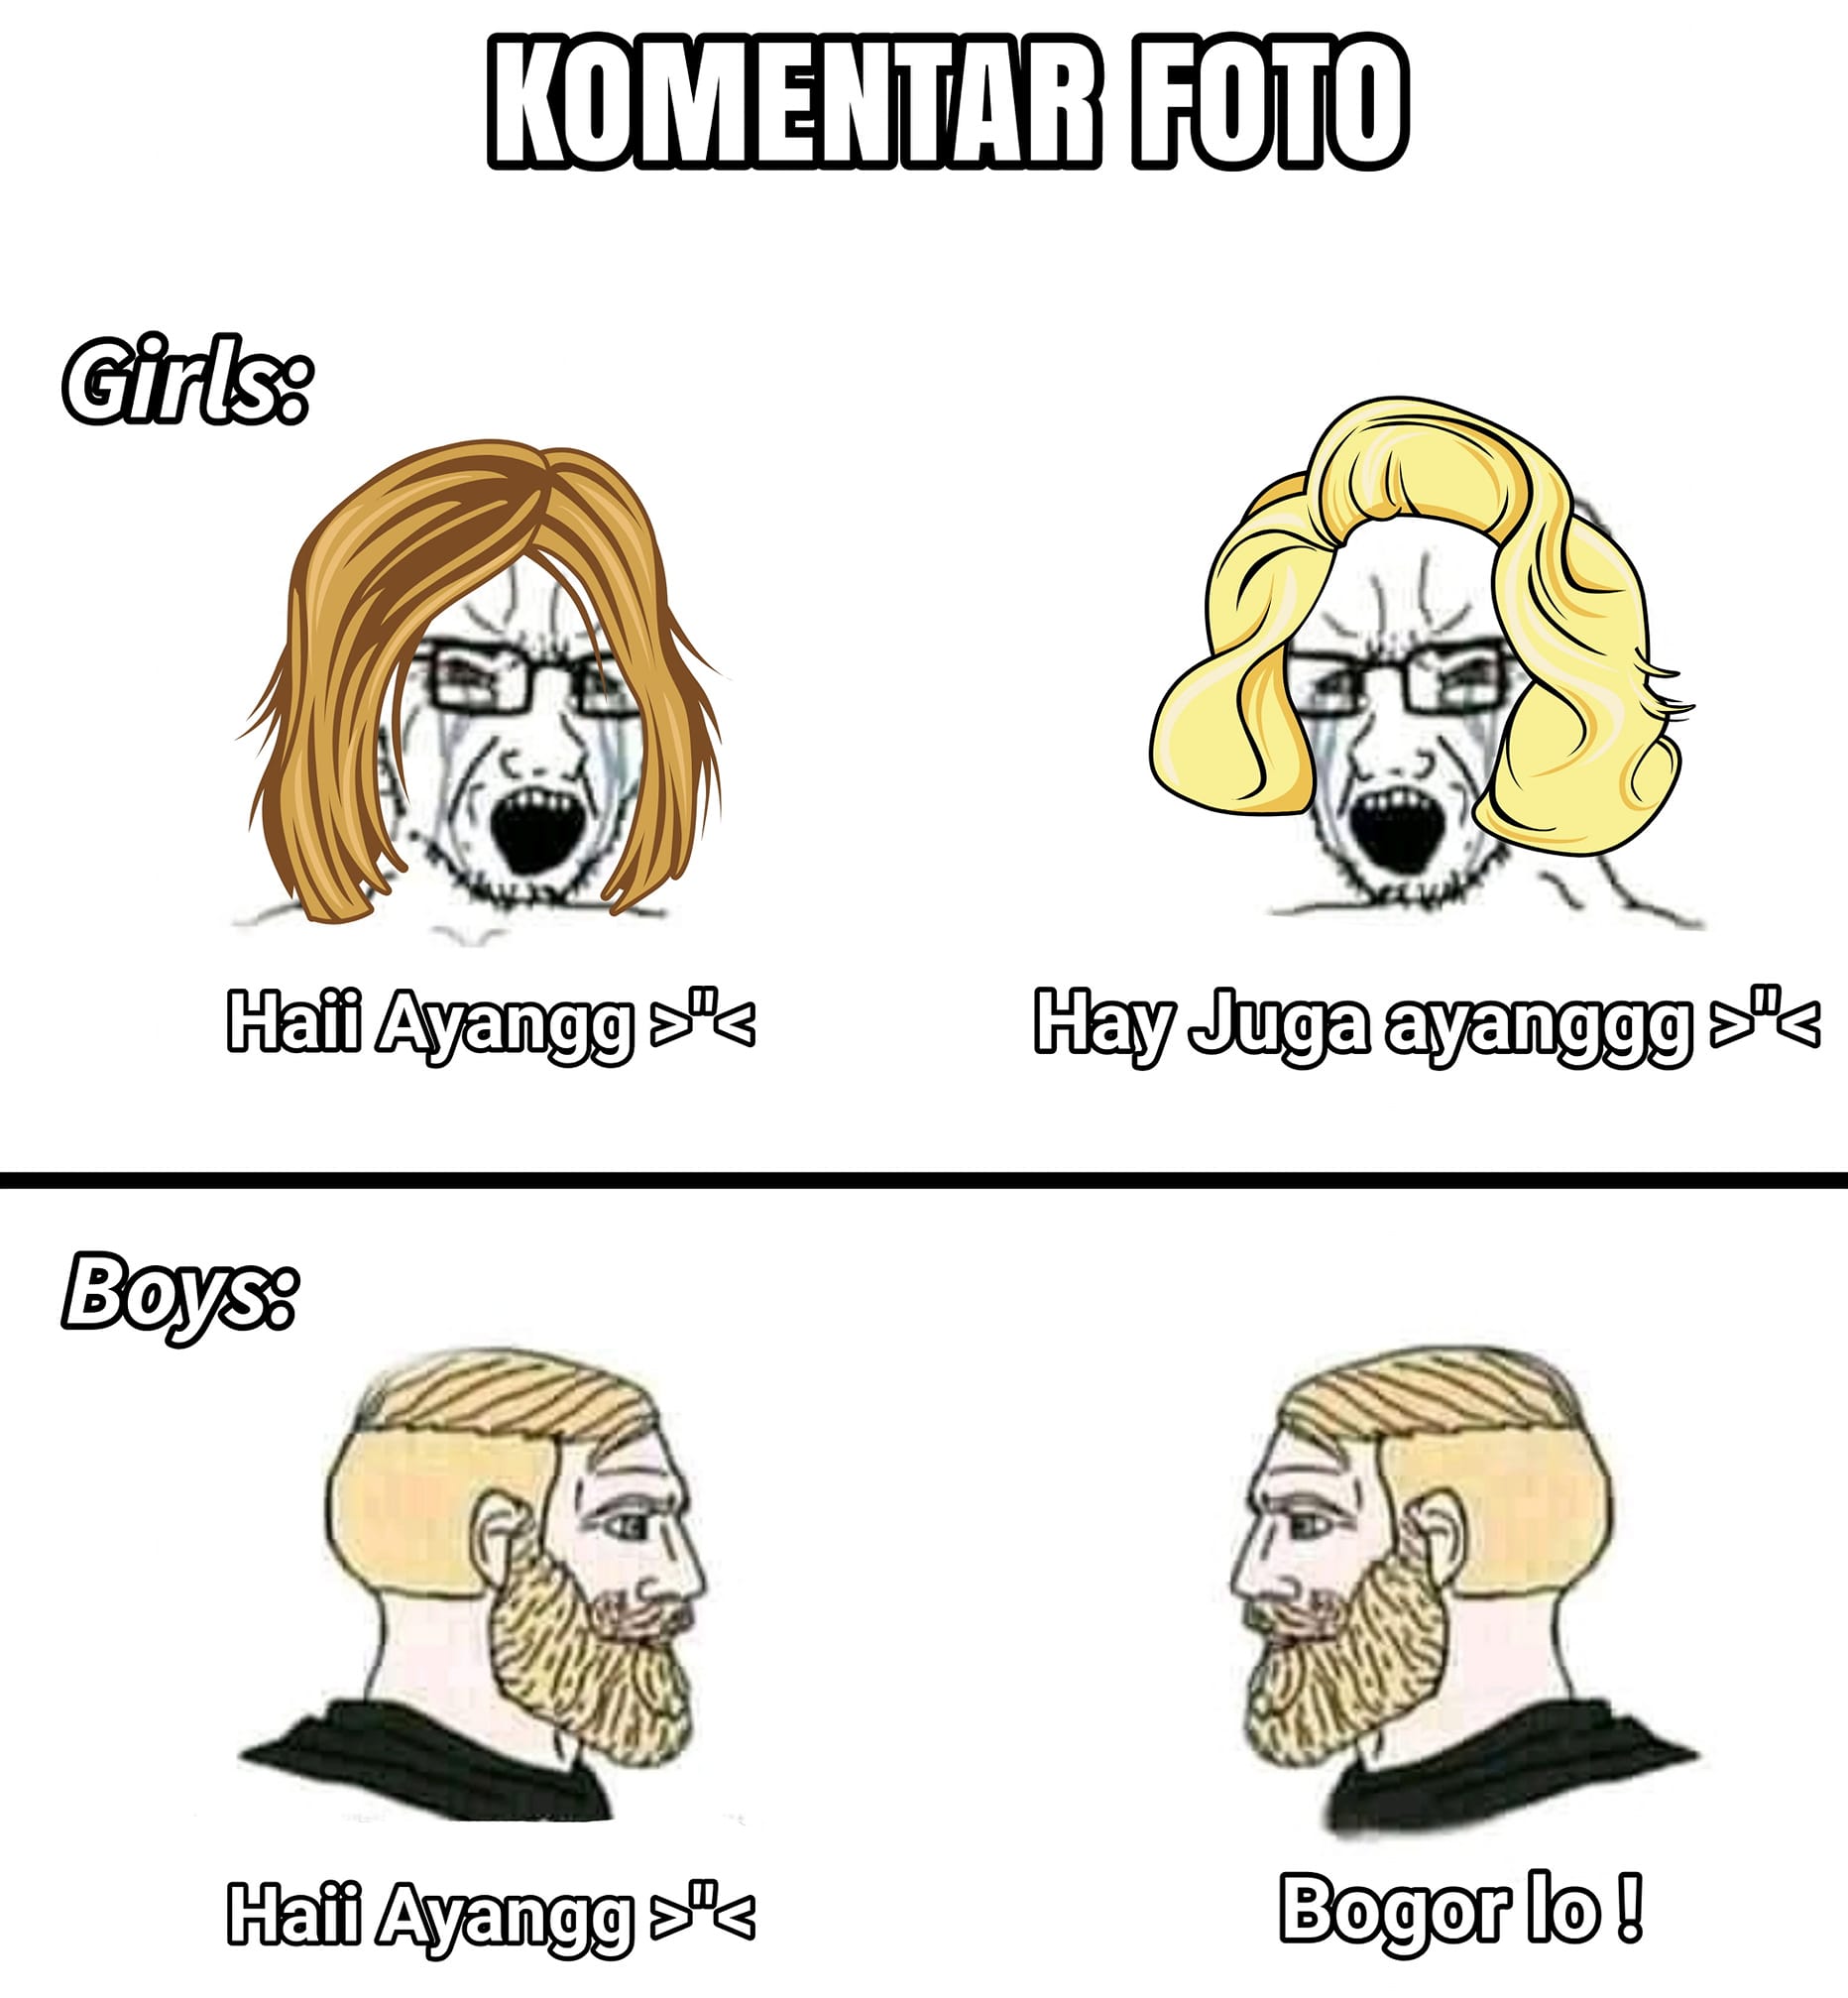 KOMENTAR FOTO
Girls:
Haii Ayangg >"<
Hay Juga ayanggg >"<
Boys:
Haii Ayangg >"<
Bogor lo !